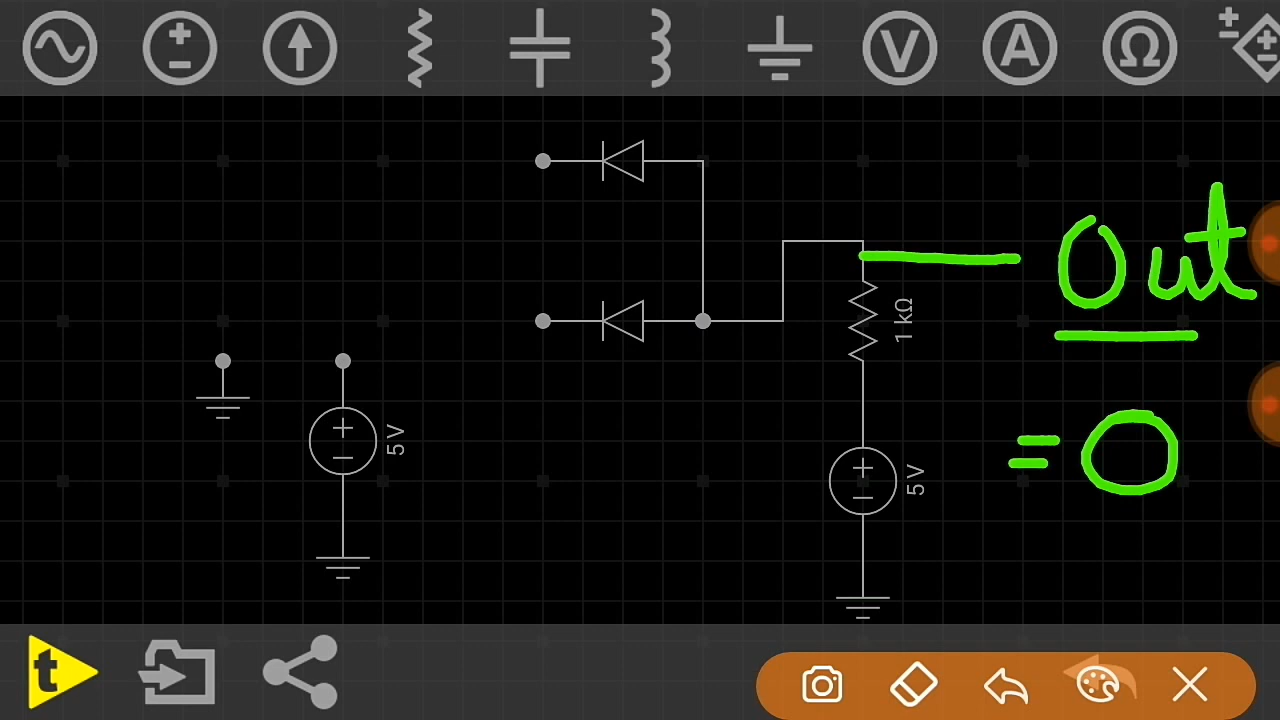 V A Ω
1 kΩ
Out
5 V
5 V
= 0
t